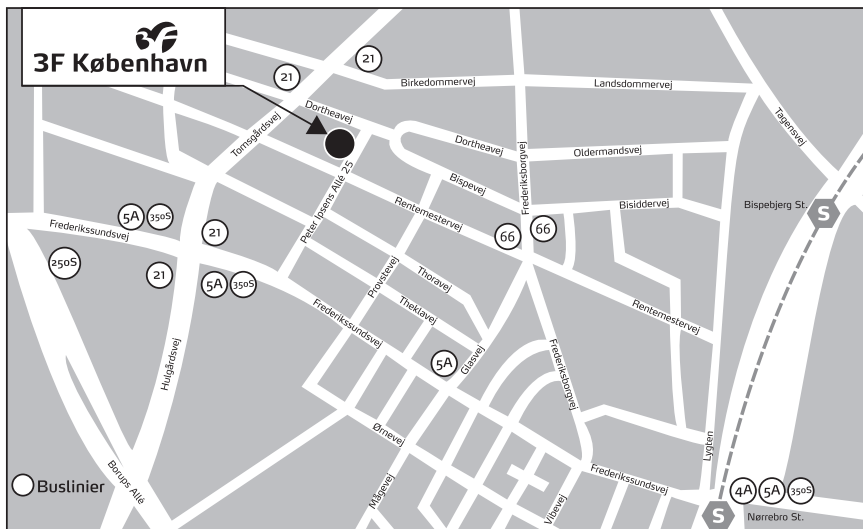 3F København
21
21
Birkedommervej
Landsdommervej
Tagensvej
Dortheavej
Tomsgårdsvej
Dortheavej
Oldermandsvej
Frederiksborgvej
Peter Ipsens Allé 25
Bispevej
Rentemestervej
Bisiddervej
Bispebjerg St.
S
5A
350S
Frederikssundsvej
21
66
66
250S
21
5A
350S
Provstevej
Thoravej
Theklavej
Rentemestervej
Frederikssundsvej
Hulgårdsvej
5A
Glasvej
Frederiksborgvej
Ørnevej
Lygten
Borups Allé
Mågevej
Vibevej
Frederikssundsvej
4A
5A
350S
S
Nørrebro St.
Buslinier